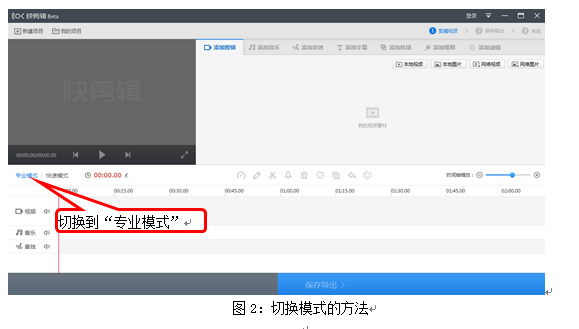 快剪辑 Beta
登录
新建项目 我的项目
1 剪辑视频 2 保存导出 3 完成
添加剪辑 添加音乐 添加音效 添加字幕 添加转场 添加抠图 添加滤镜
本地视频 本地图片 网络视频 网络图片
快剪辑
我的视频素材
00:00.00/00:00.00
专业模式 快速模式 00:00.00 时间轴缩放：
00.00 00:15.00 00:30.00 00:45.00 01:00.00 01:15.00 01:30.00 01:45.00 02:00.00
视频
切换到“专业模式”
音乐
音效
保存导出
图 2：切换模式的方法